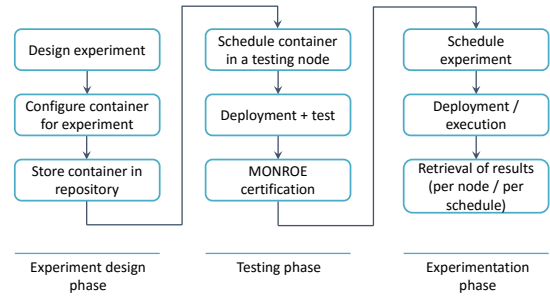 Design experiment
Configure container
for experiment
Store container in
repository
Experiment design
phase
Schedule container
in a testing node
Deployment + test
MONROE
certification
Testing phase
Schedule
experiment
Deployment /
execution
Retrieval of results
(per node / per
schedule)
Experimentation
phase